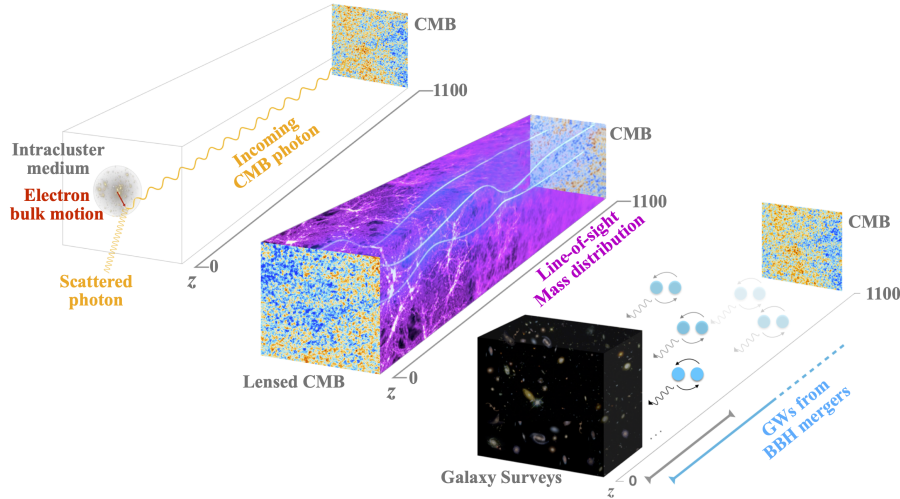 CMB
1100
Intracluster
medium
Electron
bulk motion
Incoming
CMB photon
Scattered
photon
z
0
CMB
1100
Line-of-sight
Mass distribution
Lensed CMB
z
0
CMB
1100
Galaxy Surveys
...
z
0
GWs from
BBH mergers